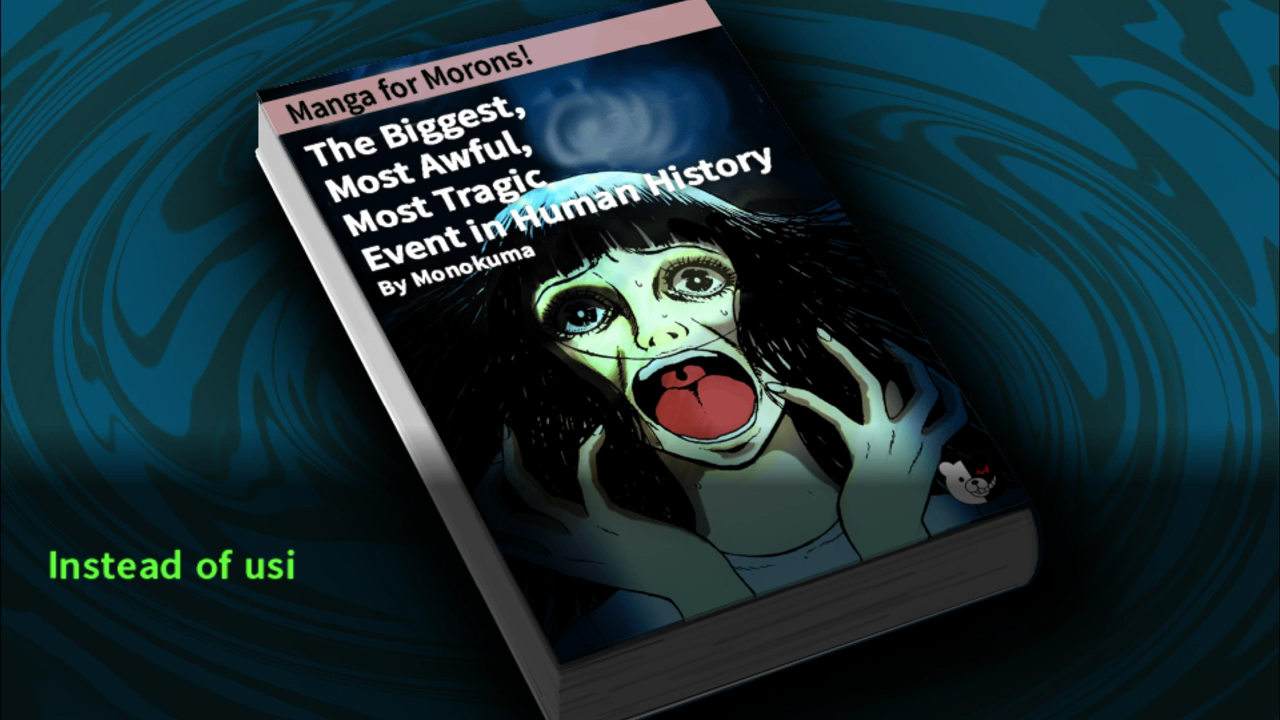 Manga for Morons!
The Biggest,
Most Awful,
Most Tragic
Event in Human History
By Monokuma
Instead of usi